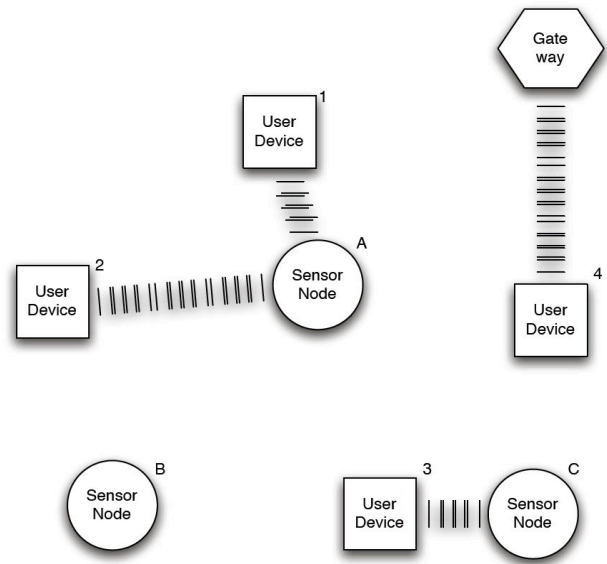 Gate
way
1
User
Device
A
Sensor
Node
2
User
Device
4
User
Device
B
Sensor
Node
3
User
Device
C
Sensor
Node